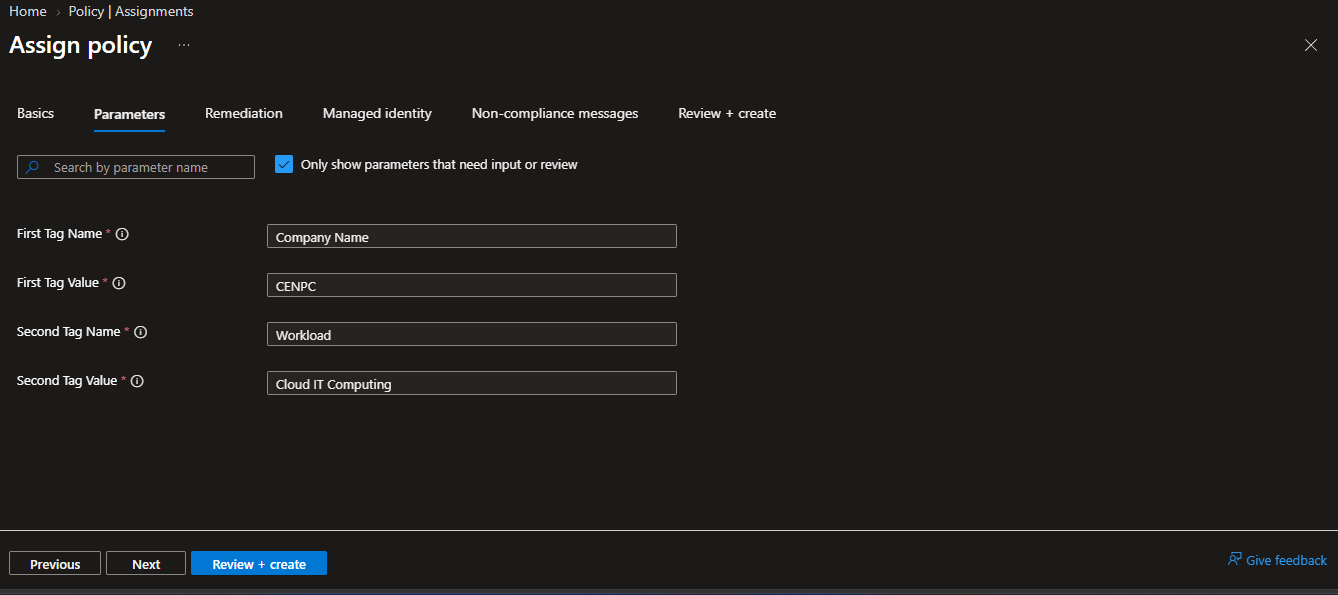 Home > Policy | Assignments
Assign policy ...
Basics Parameters Remediation Managed identity Non-compliance messages Review + create
Search by parameter name Only show parameters that need input or review
First Tag Name * Company Name
First Tag Value * CENPC
Second Tag Name * Workload
Second Tag Value * Cloud IT Computing
Previous Next Review + create Give feedback